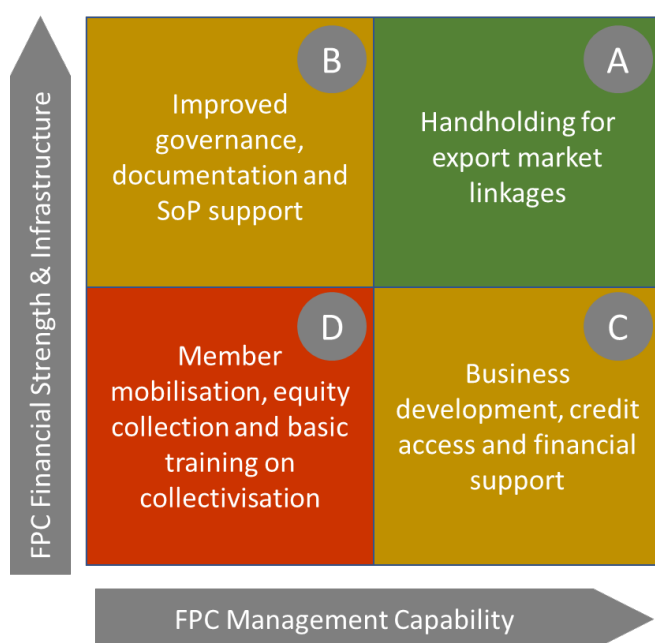 FPC Financial Strength & Infrastructure
B
Improved
governance,
documentation and
SoP support
A
Handholding for
export market
linkages
D
Member
mobilisation, equity
collection and basic
training on
collectivisation
C
Business
development, credit
access and financial
support
FPC Management Capability